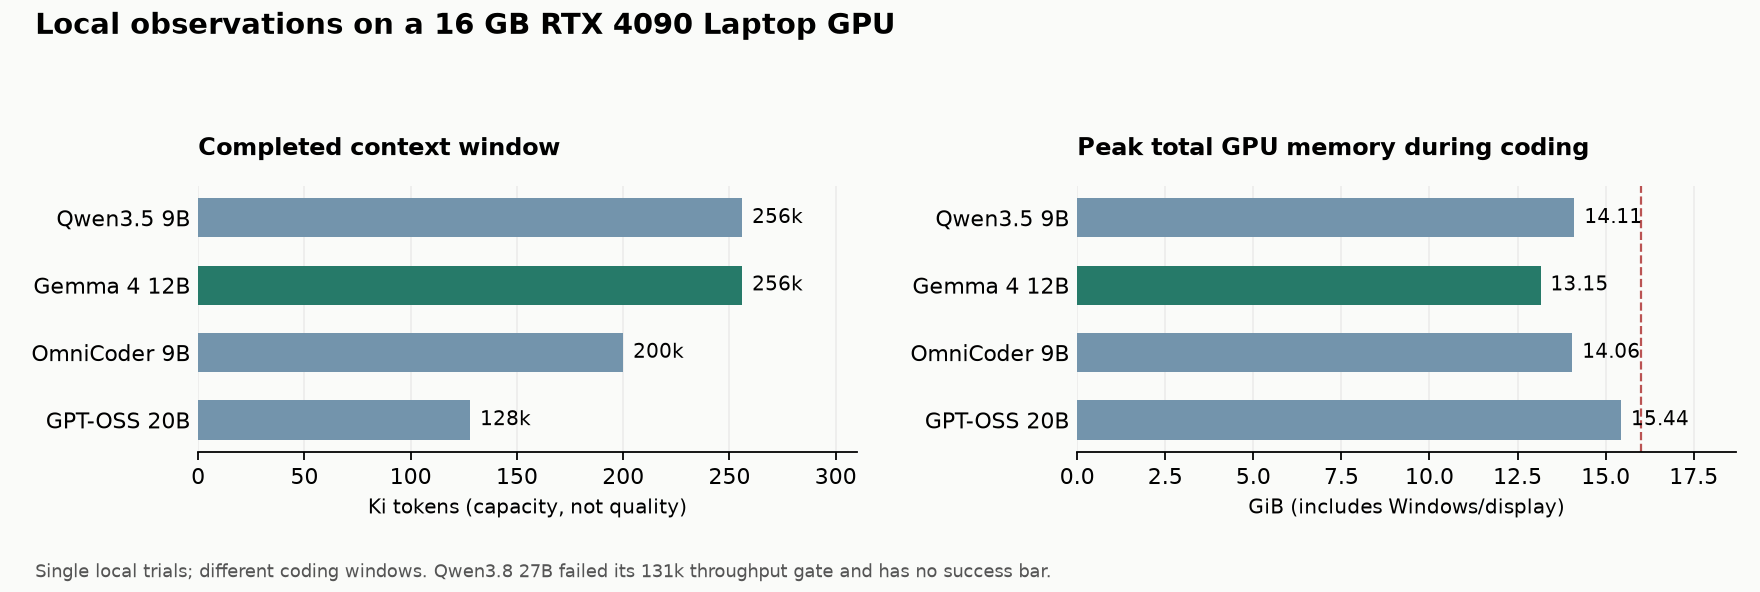 Local observations on a 16 GB RTX 4090 Laptop GPU
Completed context window
Qwen3.5 9B 256k
Gemma 4 12B 256k
OmniCoder 9B 200k
GPT-OSS 20B 128k
0 50 100 150 200 250 300
Ki tokens (capacity, not quality)
Peak total GPU memory during coding
Qwen3.5 9B 14.11
Gemma 4 12B 13.15
OmniCoder 9B 14.06
GPT-OSS 20B 15.44
0.0 2.5 5.0 7.5 10.0 12.5 15.0 17.5
GiB (includes Windows/display)
Single local trials; different coding windows. Qwen3.8 27B failed its 131k throughput gate and has no success bar.